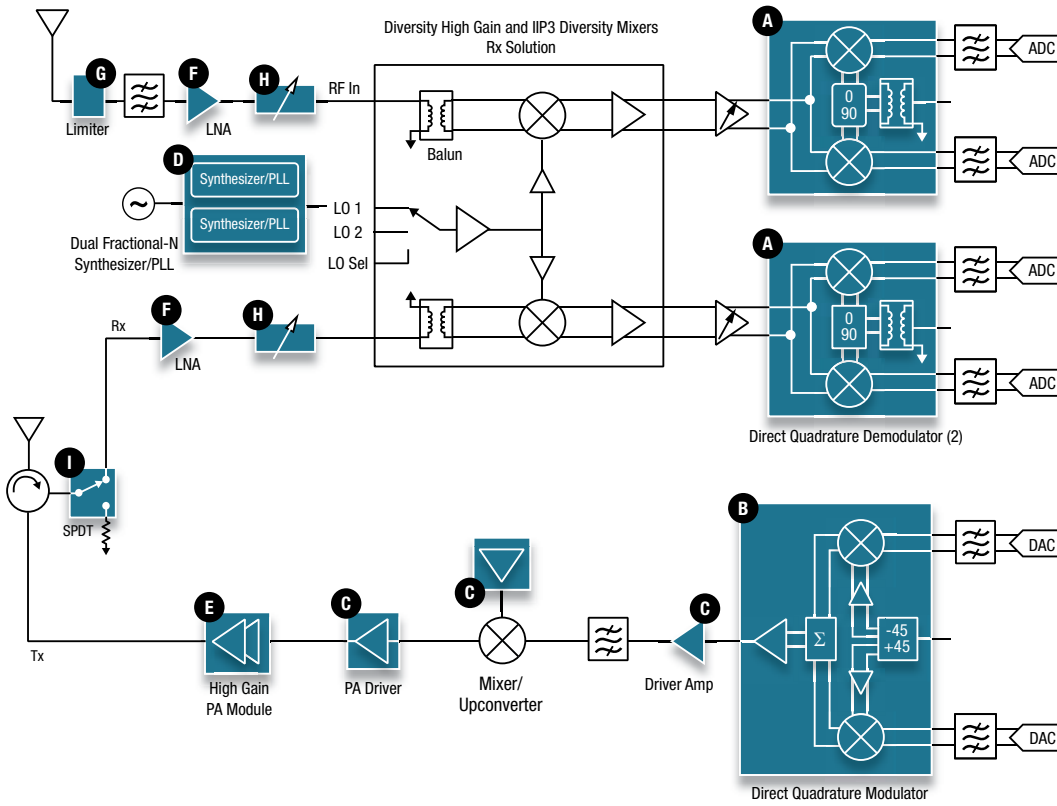 Diversity High Gain and IIP3 Diversity Mixers
Rx Solution
A
ADC
G
F
H
RF In
0
90
Limiter
LNA
Balun
ADC
D
Synthesizer/PLL
Synthesizer/PLL
~
LO 1
LO 2
LO Sel
Dual Fractional-N
Synthesizer/PLL
A
ADC
F
H
Rx
LNA
0
90
ADC
Direct Quadrature Demodulator (2)
I
SPDT
B
DAC
C
E
C
C
Σ
-45
+45
Tx
High Gain
PA Module
PA Driver
Mixer/
Upconverter
Driver Amp
DAC
Direct Quadrature Modulator